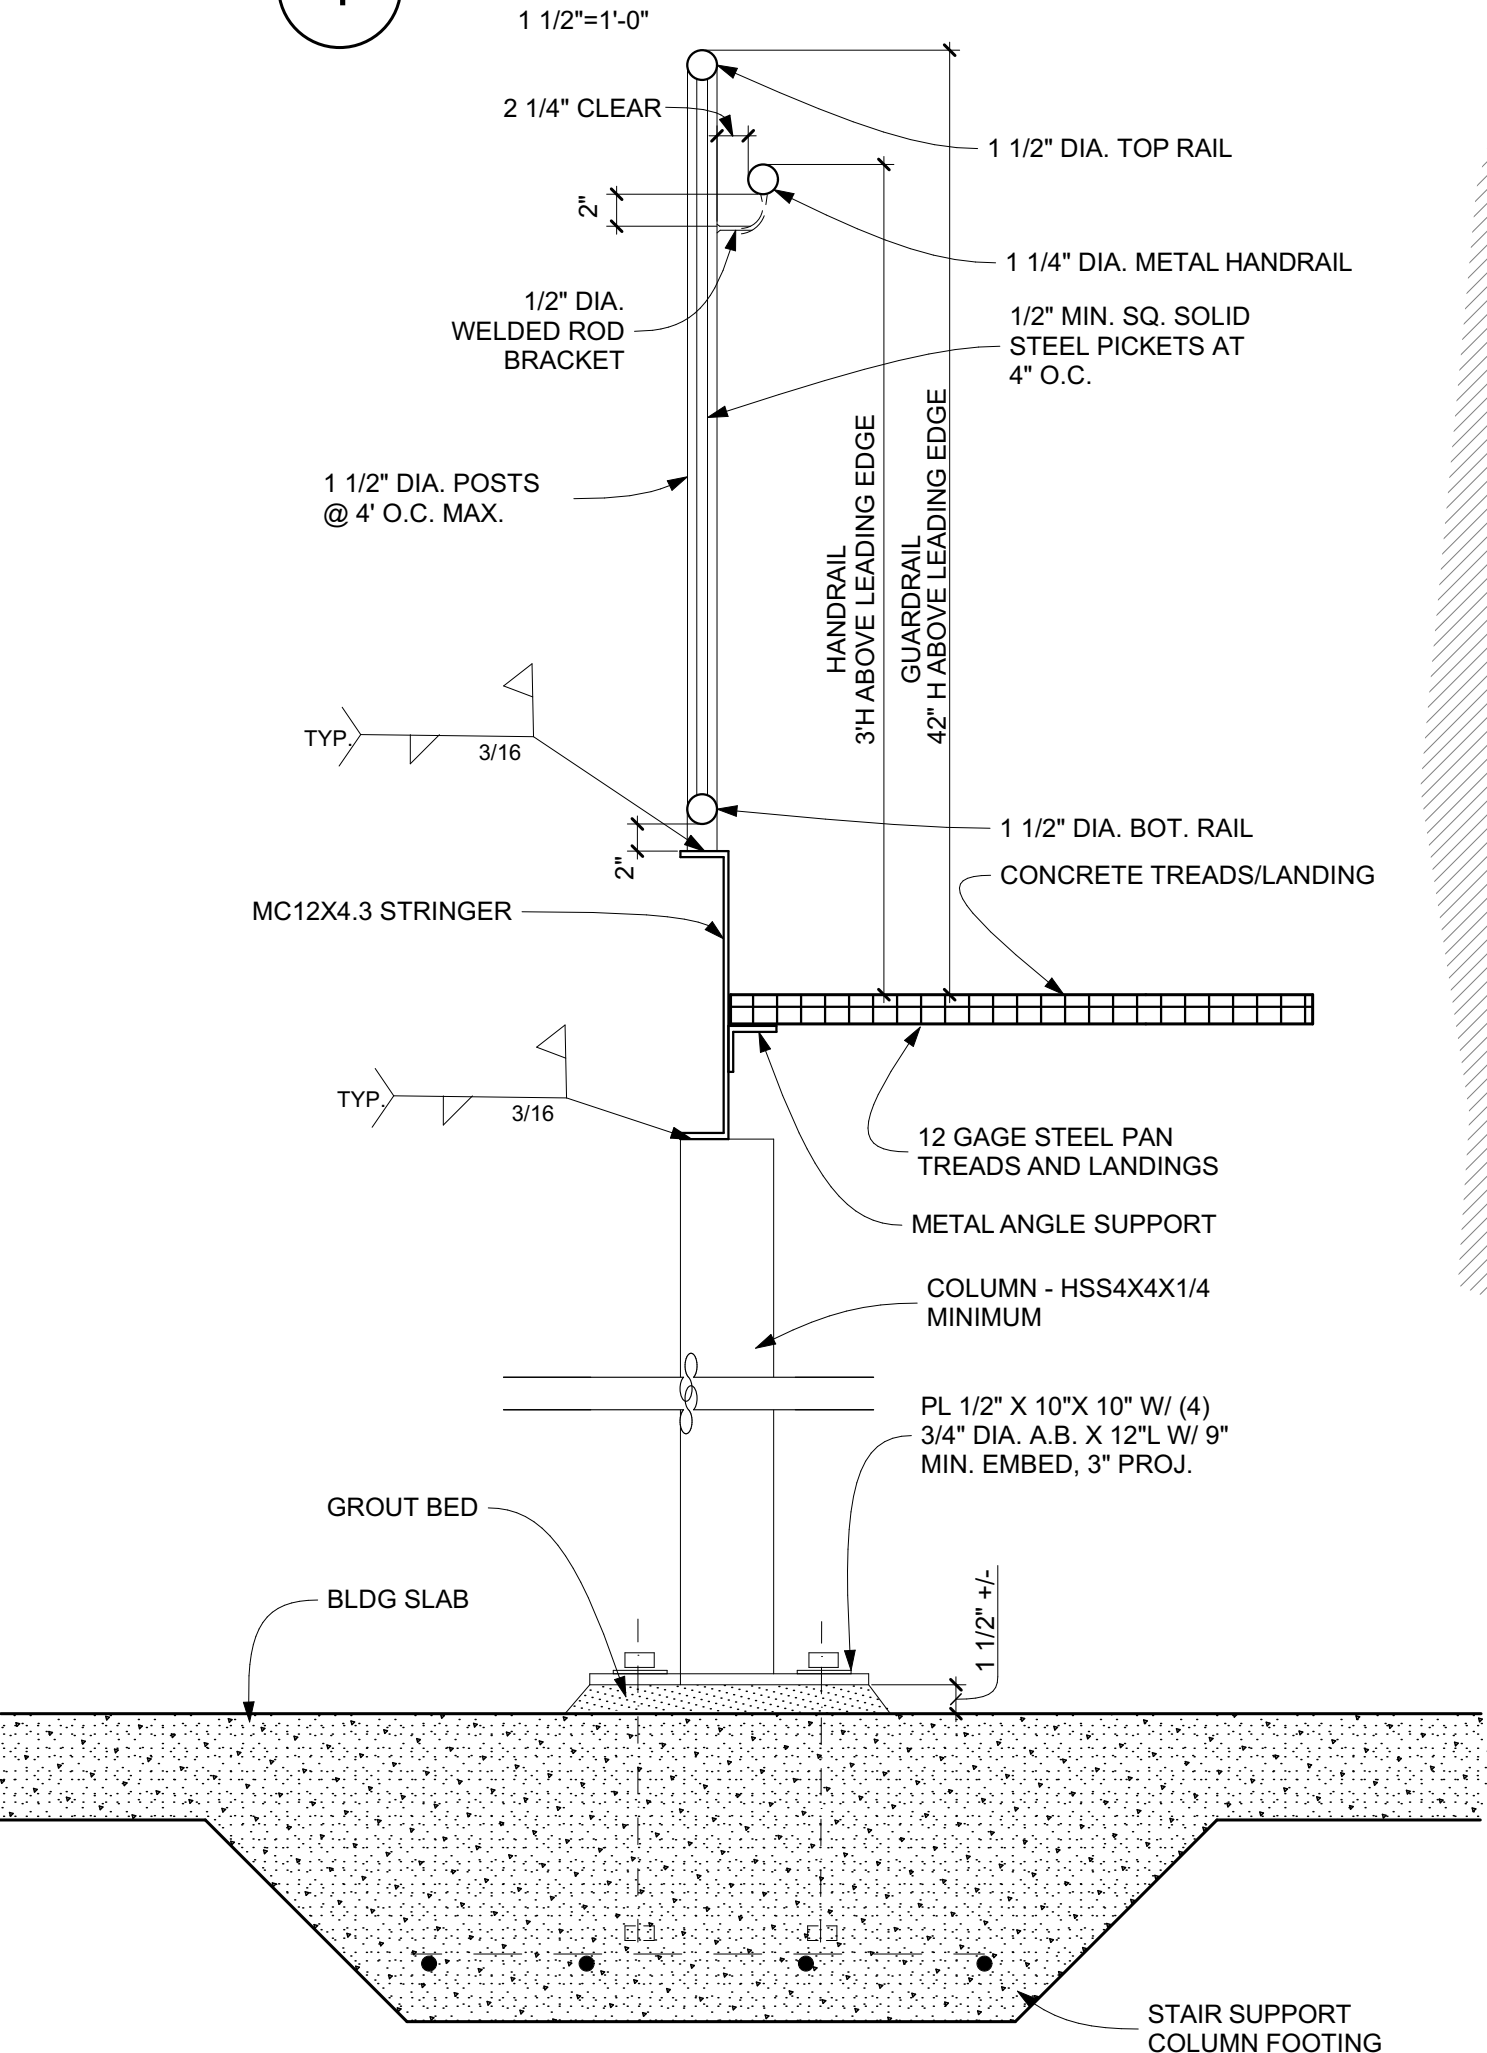 1 1/2"=1'-0"
2 1/4" CLEAR
1 1/2" DIA. TOP RAIL
2"
1 1/4" DIA. METAL HANDRAIL
1/2" DIA.
WELDED ROD
BRACKET
1/2" MIN. SQ. SOLID
STEEL PICKETS AT
4" O.C.
1 1/2" DIA. POSTS
@ 4' O.C. MAX.
HANDRAIL
3'H ABOVE LEADING EDGE
GUARDRAIL
42" H ABOVE LEADING EDGE
TYP.
3/16
1 1/2" DIA. BOT. RAIL
2"
CONCRETE TREADS/LANDING
MC12X4.3 STRINGER
TYP.
3/16
12 GAGE STEEL PAN
TREADS AND LANDINGS
METAL ANGLE SUPPORT
COLUMN - HSS4X4X1/4
MINIMUM
PL 1/2" X 10"X 10" W/ (4)
3/4" DIA. A.B. X 12"L W/ 9"
MIN. EMBED, 3" PROJ.
GROUT BED
BLDG SLAB
1 1/2" +/-
STAIR SUPPORT
COLUMN FOOTING